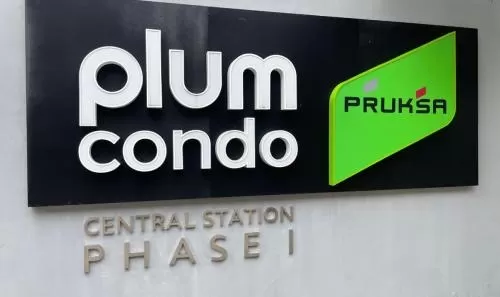 plum
condo
PRUKSA
CENTRAL STATION
PHASE I